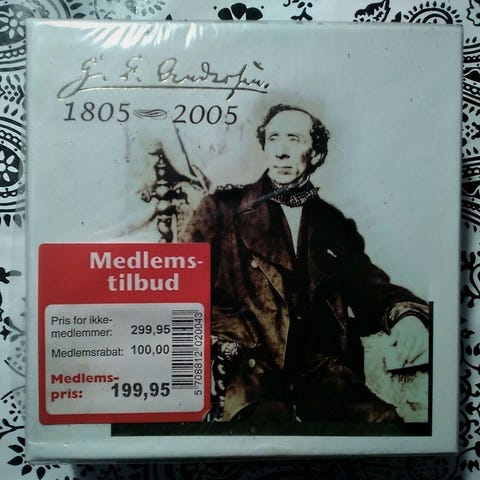 H. C. Andersen.
1805 2005
Medlems-
tilbud
Pris for ikke-
medlemmer: 299,95
Medlemsrabat: 100,00
Medlems-
pris: 199,95
5 708812 020043